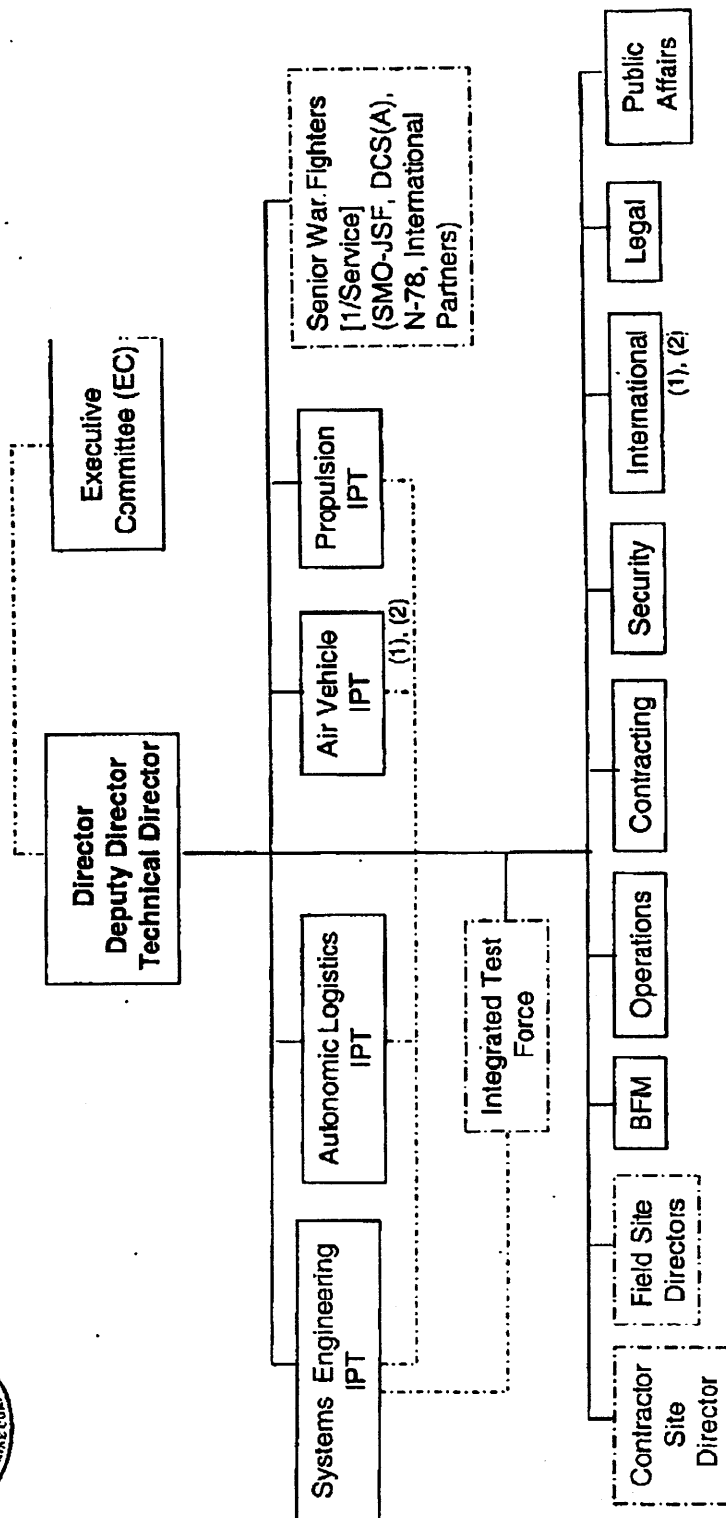 Director
Deputy Director
Technical Director
Executive
Committee (EC)
Systems Engineering
IPT
Autonomic Logistics
IPT
Air Vehicle
IPT
(1), (2)
Propulsion
IPT
Senior War Fighters
[1/Service]
(SMO-JSF, DCS(A),
N-78, International
Partners)
Integrated Test
Force
Contractor
Site
Director
Field Site
Directors
BFM
Operations
Contracting
Security
International
(1), (2)
Legal
Public
Affairs